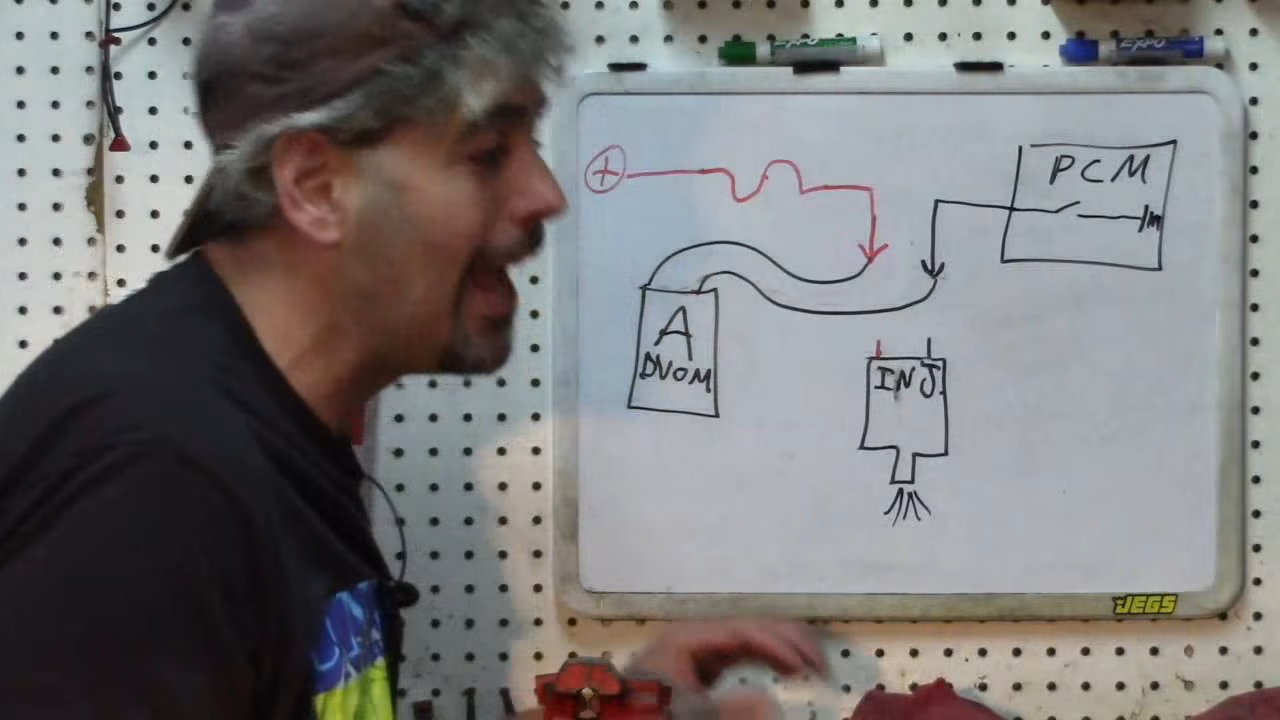 EXPO
EXPO
+
PCM
A
DVOM
INJ.
JEGS